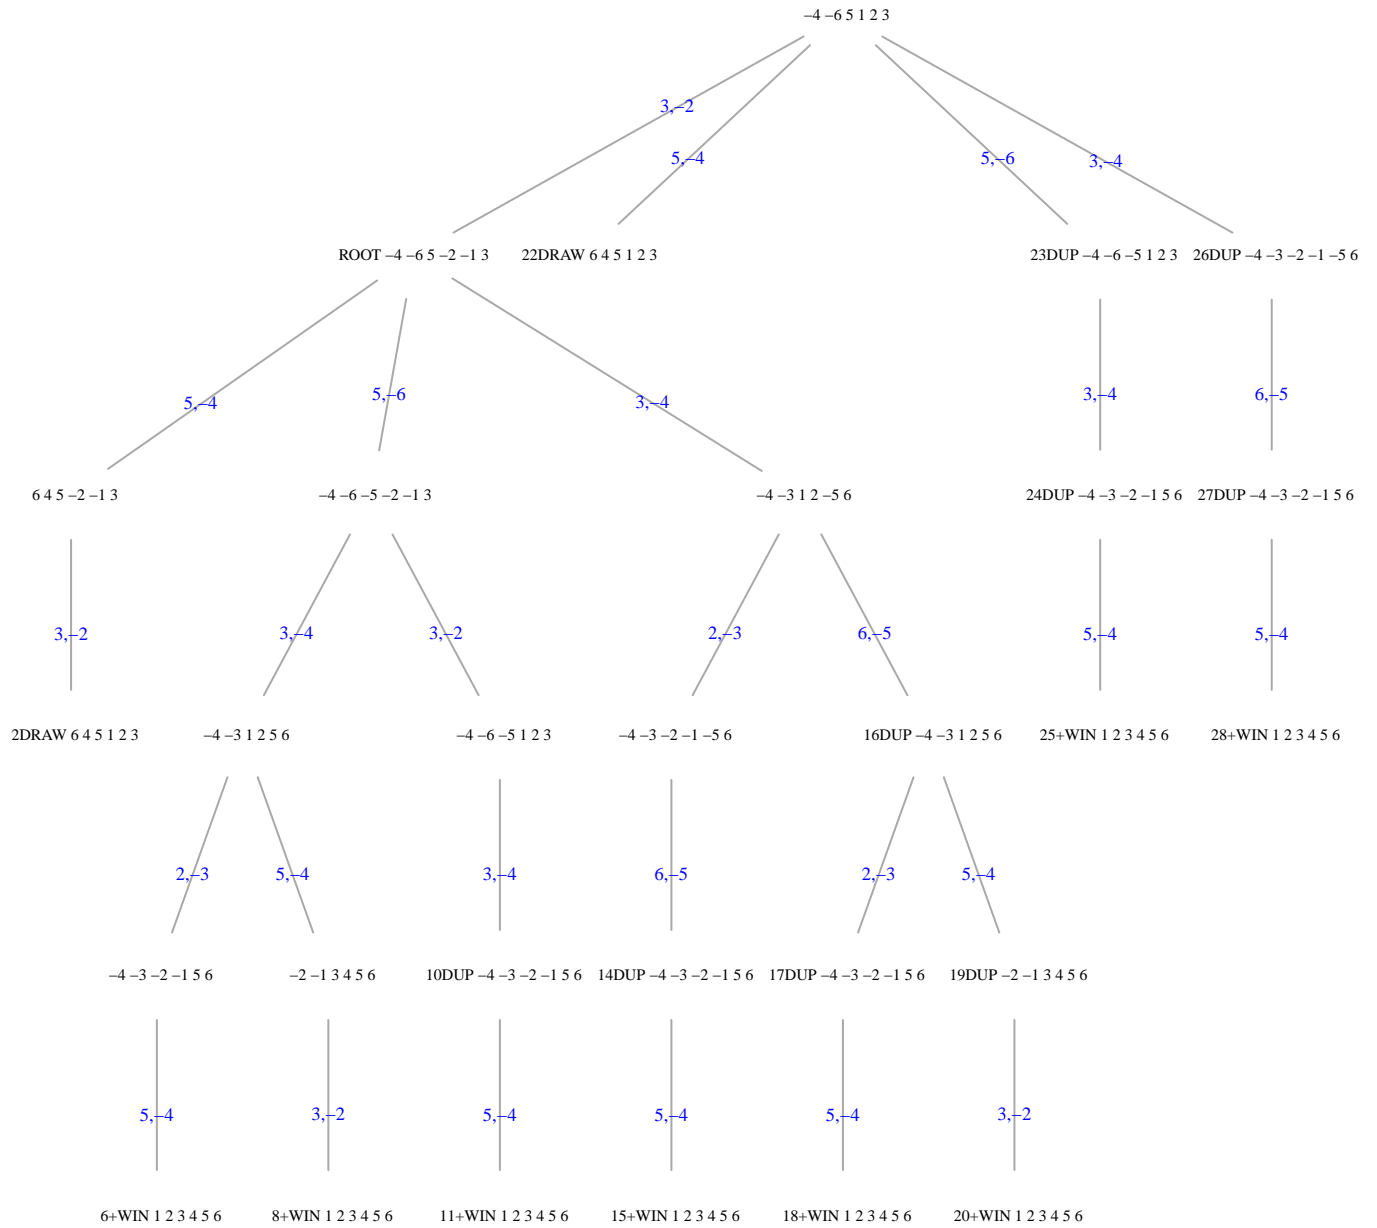 −4 −6 5 1 2 3
3,−2
5,−4
5,−6
3,−4
ROOT −4 −6 5 −2 −1 3
22DRAW 6 4 5 1 2 3
23DUP −4 −6 −5 1 2 3
26DUP −4 −3 −2 −1 −5 6
5,−4
5,−6
3,−4
3,−4
6,−5
6 4 5 −2 −1 3
−4 −6 −5 −2 −1 3
−4 −3 1 2 −5 6
24DUP −4 −3 −2 −1 5 6
27DUP −4 −3 −2 −1 5 6
3,−2
3,−4
3,−2
2,−3
6,−5
5,−4
5,−4
2DRAW 6 4 5 1 2 3
−4 −3 1 2 5 6
−4 −6 −5 1 2 3
−4 −3 −2 −1 −5 6
16DUP −4 −3 1 2 5 6
25+WIN 1 2 3 4 5 6
28+WIN 1 2 3 4 5 6
2,−3
5,−4
3,−4
6,−5
2,−3
5,−4
−4 −3 −2 −1 5 6
−2 −1 3 4 5 6
10DUP −4 −3 −2 −1 5 6
14DUP −4 −3 −2 −1 5 6
17DUP −4 −3 −2 −1 5 6
19DUP −2 −1 3 4 5 6
5,−4
3,−2
5,−4
5,−4
5,−4
3,−2
6+WIN 1 2 3 4 5 6
8+WIN 1 2 3 4 5 6
11+WIN 1 2 3 4 5 6
15+WIN 1 2 3 4 5 6
18+WIN 1 2 3 4 5 6
20+WIN 1 2 3 4 5 6